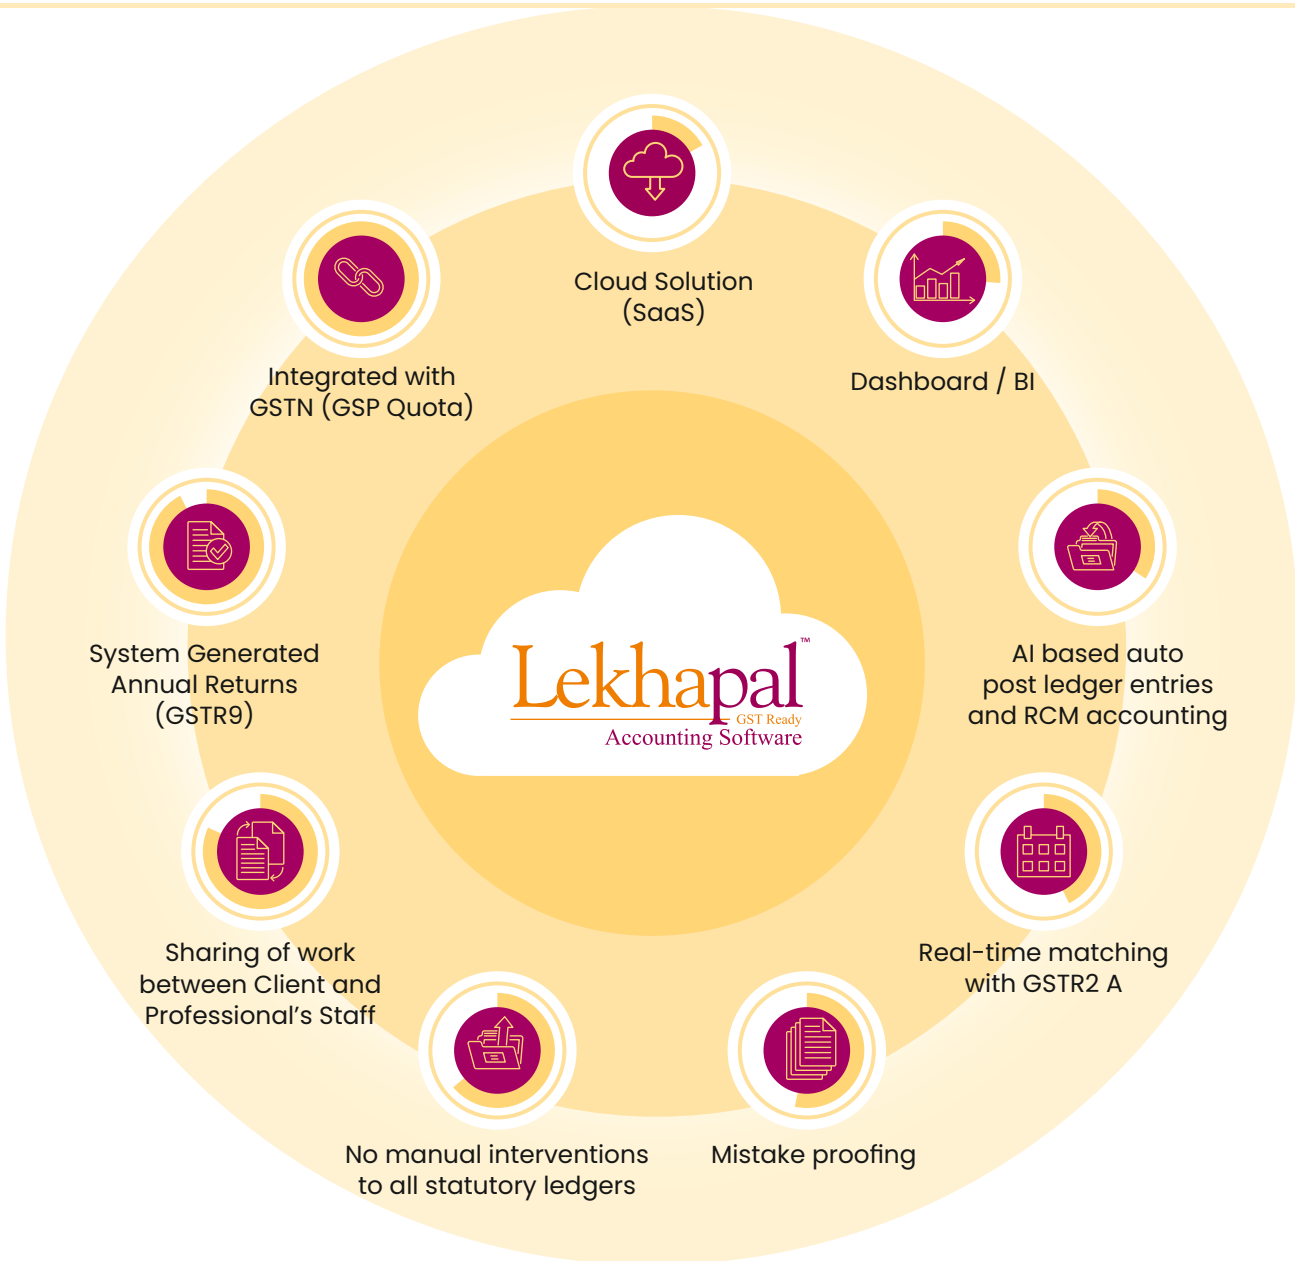 Cloud Solution
(SaaS)
Dashboard / BI
AI based auto
post ledger entries
and RCM accounting
Real-time matching
with GSTR2 A
Mistake proofing
No manual interventions
to all statutory ledgers
Sharing of work
between Client and
Professional’s Staff
System Generated
Annual Returns
(GSTR9)
Integrated with
GSTN (GSP Quota)
Lekhapal™
GST Ready
Accounting Software